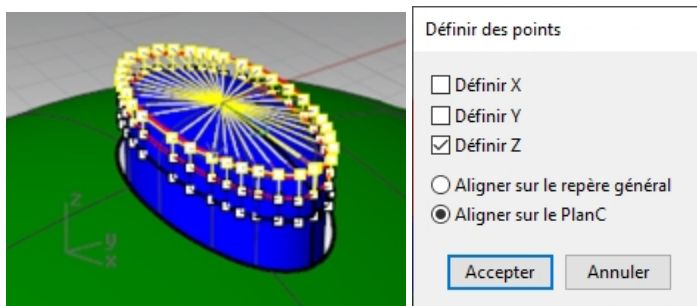 z
y
x
Définir des points
Définir X
Définir Y
Définir Z
Aligner sur le repère général
Aligner sur le PlanC
Accepter
Annuler